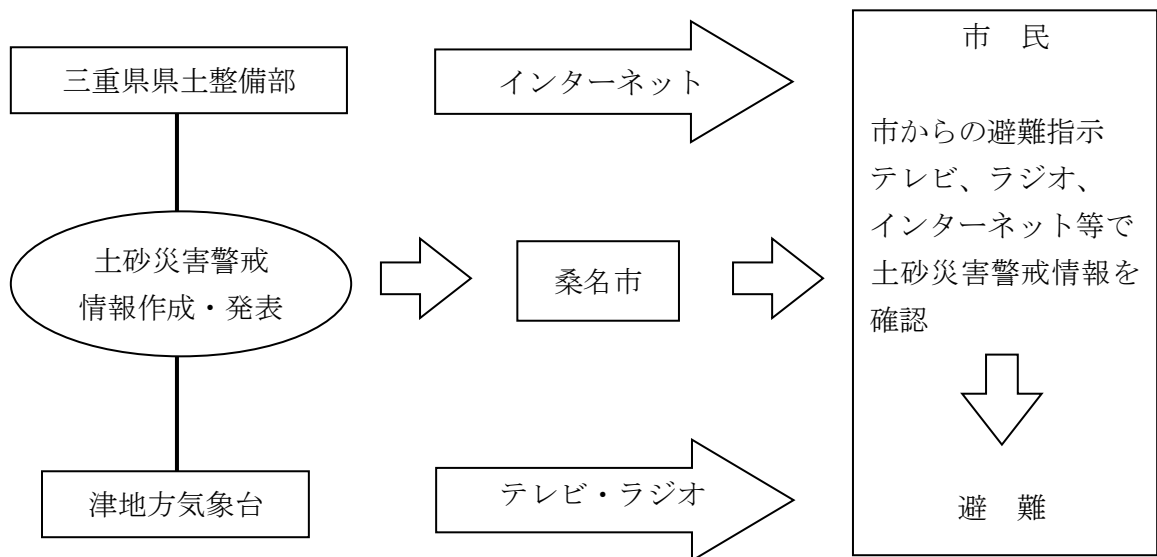 三重県県土整備部
インターネット
土砂災害警戒
情報作成・発表
桑名市
津地方気象台
テレビ・ラジオ
市　民
市からの避難指示
テレビ、ラジオ、
インターネット等で
土砂災害警戒情報を
確認
避　難